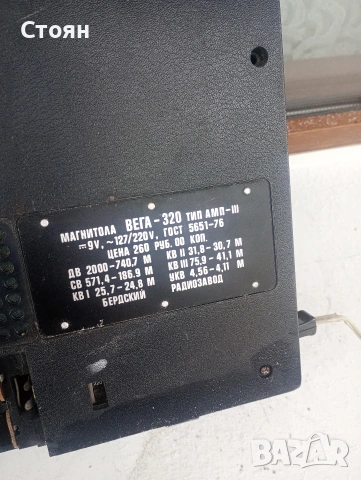 Стоян
МАГНИТОЛА ВЕГА-320 ТИП АМП-III
⎓9V, ~127/220V, ГОСТ 5651-76
ЦЕНА 260 РУБ. 00 КОП.
ДВ 2000-740,7 М
СВ 571,4-186,9 М
КВ I 25,7-24,8 М
КВ II 31,8-30,7 М
КВ III 75,9-41,1 М
УКВ 4,56-4,11 М
БЕРДСКИЙ РАДИОЗАВОД
BAZAR